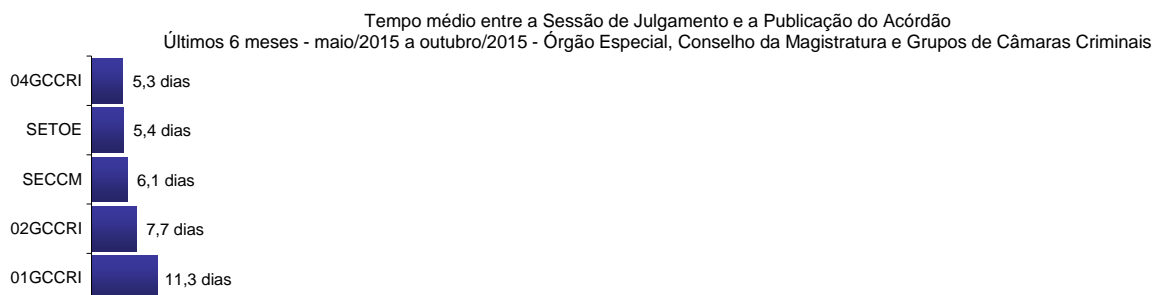 Tempo médio entre a Sessão de Julgamento e a Publicação do Acórdão
Últimos 6 meses - maio/2015 a outubro/2015 - Órgão Especial, Conselho da Magistratura e Grupos de Câmaras Criminais
04GCCRI 5,3 dias
SETOE 5,4 dias
SECCM 6,1 dias
02GCCRI 7,7 dias
01GCCRI 11,3 dias